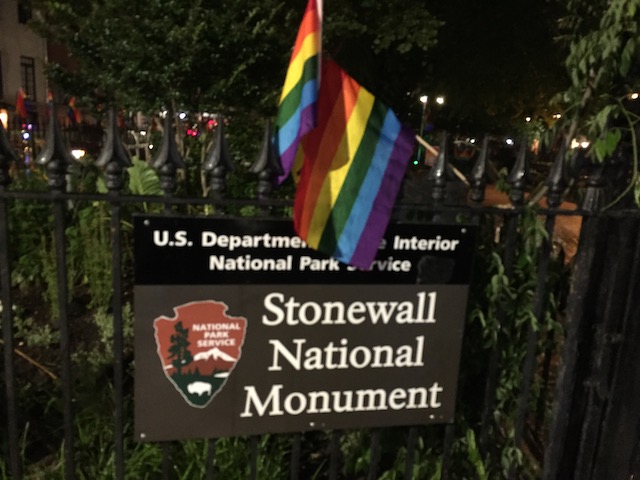 U.S. Departme Interior
National Park Service
NATIONAL
PARK
SERVICE
Stonewall
National
Monument